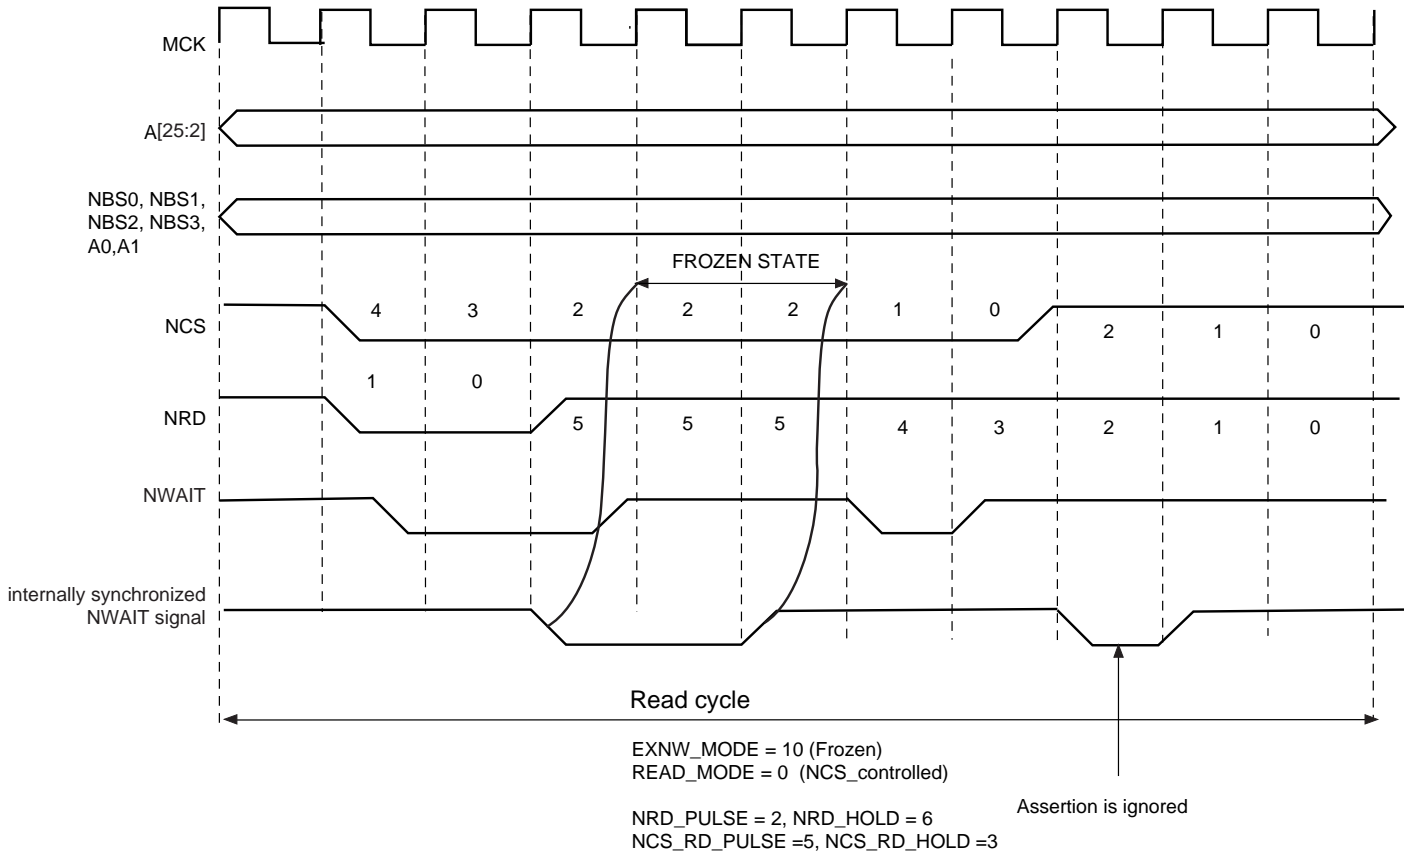 MCK
A[25:2]
NBS0, NBS1,
NBS2, NBS3,
A0,A1
FROZEN STATE
NCS
4 3 2 2 2 1 0
2 1 0
NRD
1 0
5 5 5 4 3 2 1 0
NWAIT
internally synchronized
NWAIT signal
Read cycle
EXNW_MODE = 10 (Frozen)
READ_MODE = 0 (NCS_controlled)
NRD_PULSE = 2, NRD_HOLD = 6
NCS_RD_PULSE =5, NCS_RD_HOLD =3
Assertion is ignored